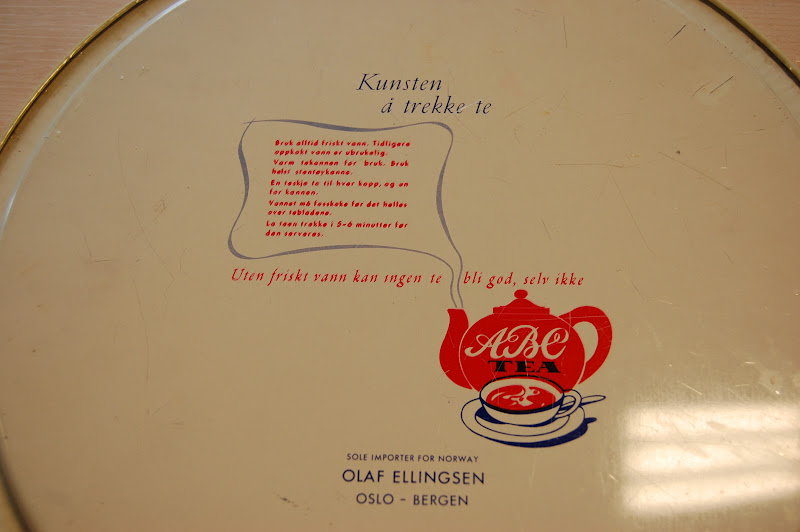 Kunsten
å trekke te
Bruk alltid friskt vann. Tidligere
oppkokt vann er ubrukelig.
Varm tekannen før bruk. Bruk
helst stentøykanne.
En teskje te til hver kopp, og en
for kannen.
Vannet må fosskoke før det helles
over tebladene.
La teen trekke i 5-6 minutter før
den serveres.
Uten friskt vann kan ingen te bli god, selv ikke
ABC
TEA
SOLE IMPORTER FOR NORWAY
OLAF ELLINGSEN
OSLO - BERGEN